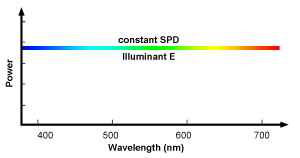 constant SPD
Illuminant E
Power
400 500 600 700
Wavelength (nm)